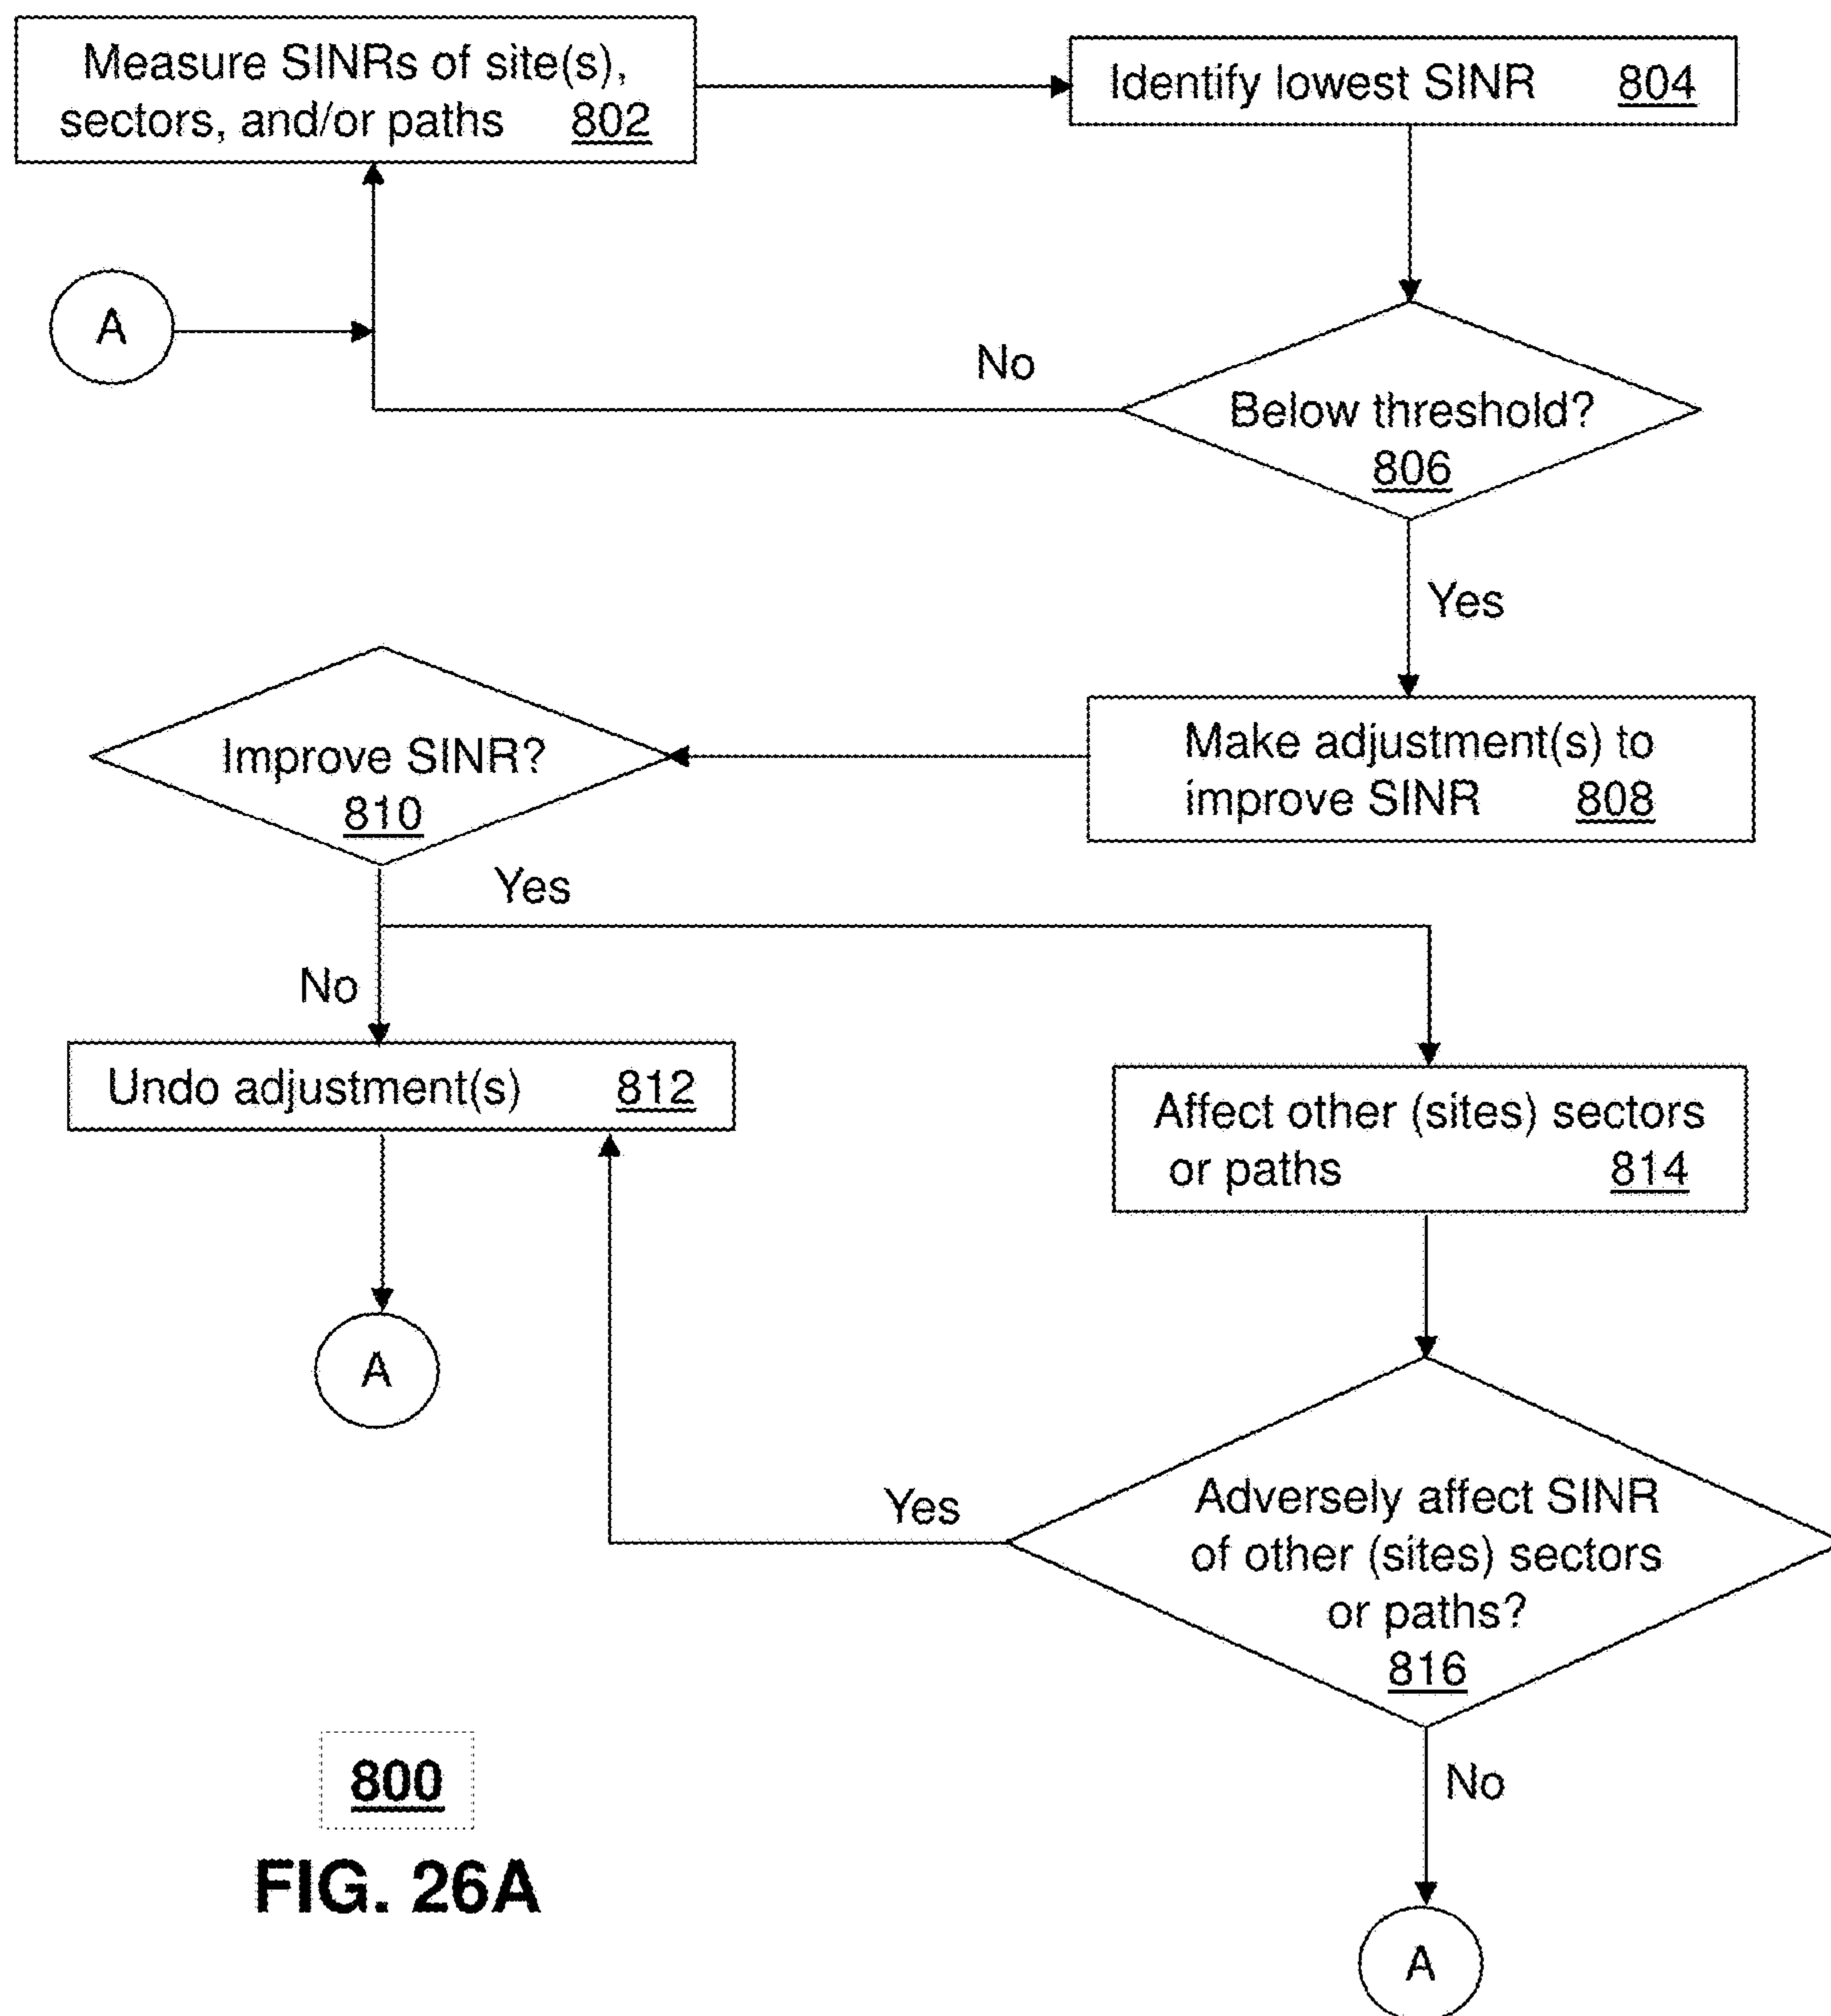 Measure SINRs of site(s),
sectors, and/or paths 802
Identify lowest SINR 804
A
No
Below threshold?
806
Yes
Improve SINR?
810
Make adjustment(s) to
improve SINR 808
Yes
No
Undo adjustment(s) 812
Affect other (sites) sectors
or paths 814
A
Yes
Adversely affect SINR
of other (sites) sectors
or paths?
816
No
800
FIG. 26A
A